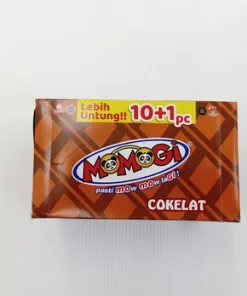 Lebih
Untung!! 10+1pc
MOMOGi
pasti mow mow laGi!
COKELAT